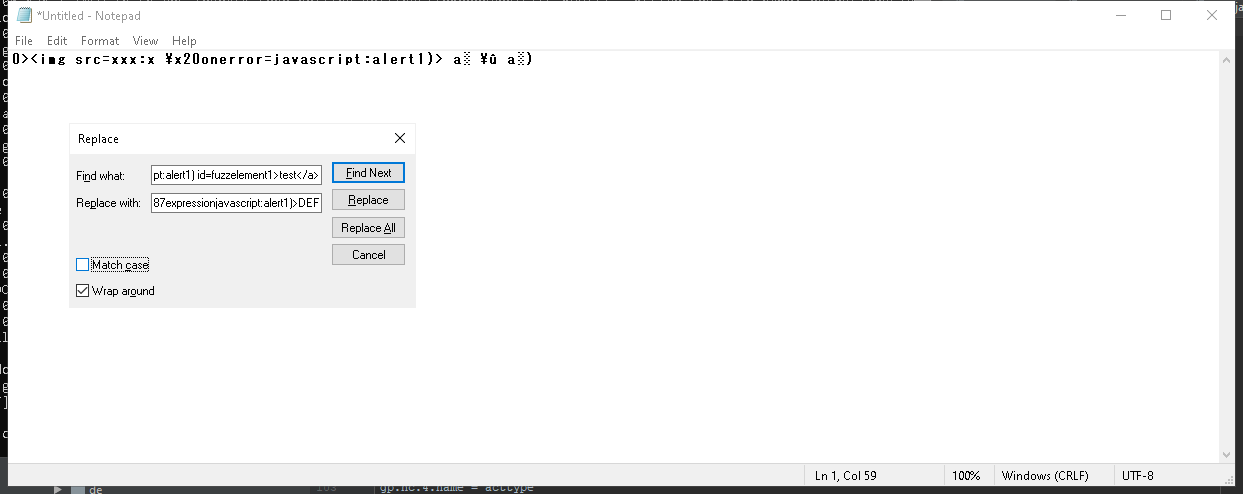 *Untitled - Notepad
File Edit Format View Help
0><img src=xxx:x ¥x20onerror=javascript:alert1)> a░ ¥û a░)
Replace
Find what: pt:alert1) id=fuzzelement1>test</a> Find Next
Replace with: 87expressionjavascript:alert1)>DEF Replace
Replace All
Match case Cancel
Wrap around
Ln 1, Col 59 100% Windows (CRLF) UTF-8
de gp.nc.4.name = acctype